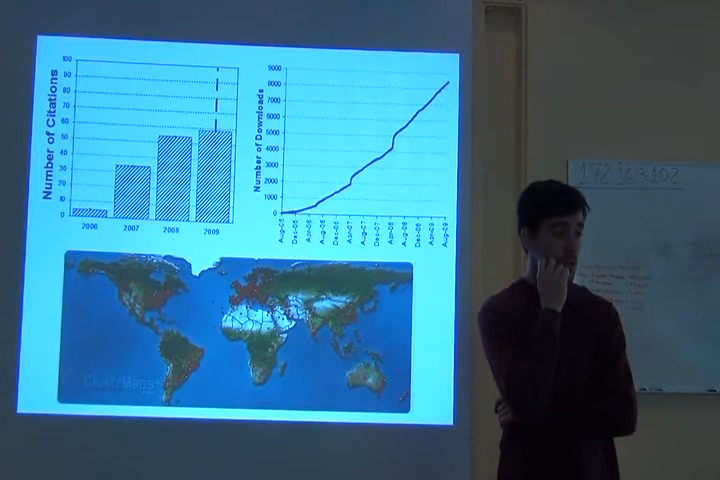 Number of Citations
100
90
80
70
60
50
40
30
20
10
0
2006
2007
2008
2009
Number of Downloads
9000
8000
7000
6000
5000
4000
3000
2000
1000
0
Aug-05
Dec-05
Apr-06
Aug-06
Dec-06
Apr-07
Aug-07
Dec-07
Apr-08
Aug-08
Dec-08
Apr-09
Aug-09
ClustrMaps
172.16.3.102